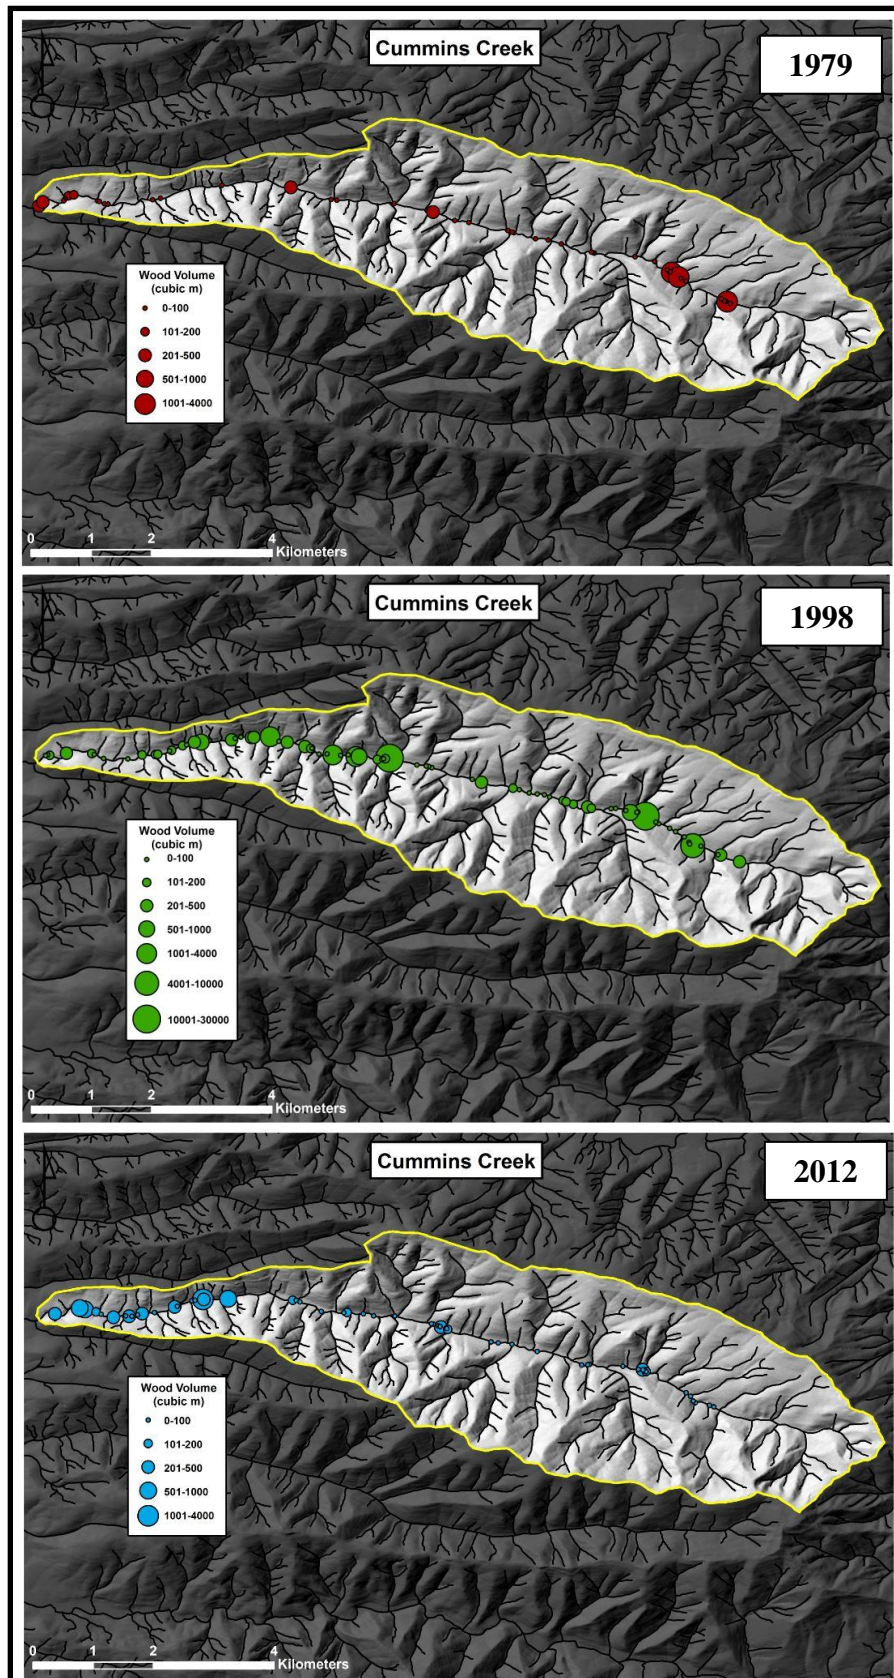 Cummins Creek
1979
Wood Volume
(cubic m)
0-100
101-200
201-500
501-1000
1001-4000
0 1 2 4
Kilometers
Cummins Creek
1998
Wood Volume
(cubic m)
0-100
101-200
201-500
501-1000
1001-4000
4001-10000
10001-30000
0 1 2 4
Kilometers
Cummins Creek
2012
Wood Volume
(cubic m)
0-100
101-200
201-500
501-1000
1001-4000
0 1 2 4
Kilometers